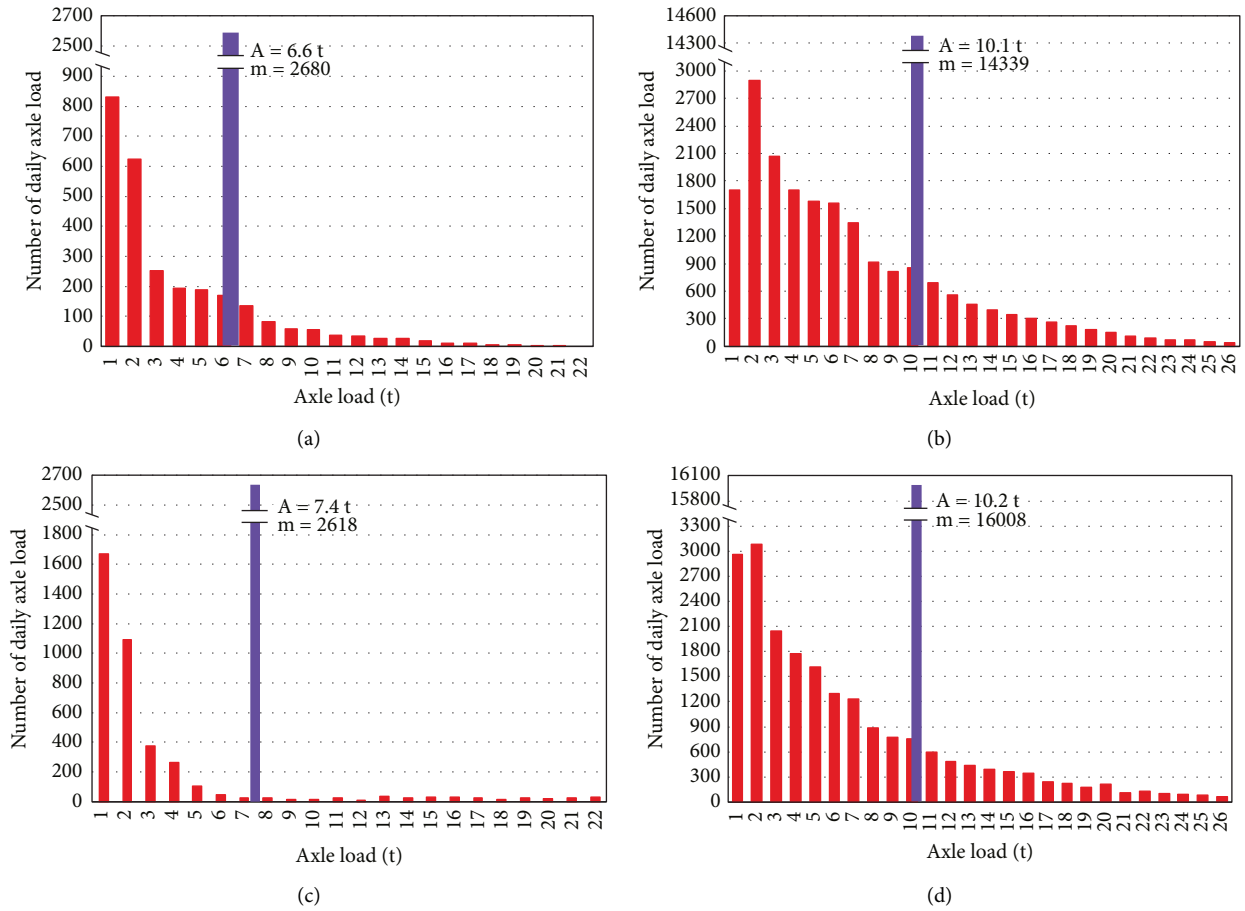 2700
2500
900
800
700
600
500
400
300
200
100
0
Number of daily axle load
A = 6.6 t
m = 2680
1 2 3 4 5 6 7 8 9 10 11 12 13 14 15 16 17 18 19 20 21 22
Axle load (t)
(a)
14600
14300
3000
2700
2400
2100
1800
1500
1200
900
600
300
0
Number of daily axle load
A = 10.1 t
m = 14339
1 2 3 4 5 6 7 8 9 10 11 12 13 14 15 16 17 18 19 20 21 22 23 24 25 26
Axle load (t)
(b)
2700
2500
1800
1600
1400
1200
1000
800
600
400
200
0
Number of daily axle load
A = 7.4 t
m = 2618
1 2 3 4 5 6 7 8 9 10 11 12 13 14 15 16 17 18 19 20 21 22
Axle load (t)
(c)
16100
15800
3300
3000
2700
2400
2100
1800
1500
1200
900
600
300
0
Number of daily axle load
A = 10.2 t
m = 16008
1 2 3 4 5 6 7 8 9 10 11 12 13 14 15 16 17 18 19 20 21 22 23 24 25 26
Axle load (t)
(d)